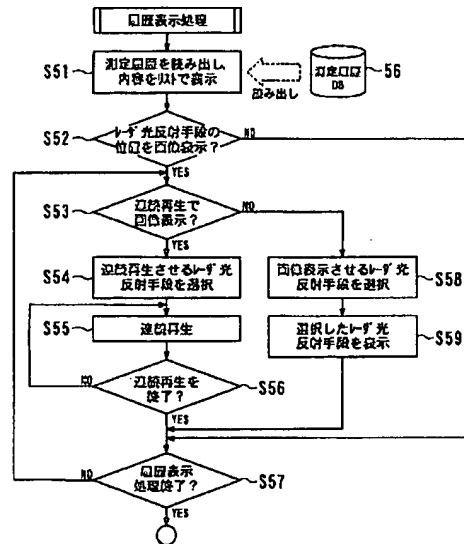 履歴表示処理
S51
測定履歴を読み出し、
内容をリストで表示
測定履歴
DB
56
読み出し
S52
レーザ光反射手段の
位置を画像表示?
NO
YES
S53
連続再生で
画像表示?
NO
YES
S54
連続再生させるレーザ光
反射手段を選択
画像表示させるレーザ光
反射手段を選択
S58
S55
連続再生
選択したレーザ光
反射手段を表示
S59
連続再生を
終了?
NO
S56
YES
履歴表示
処理終了?
NO
S57
YES